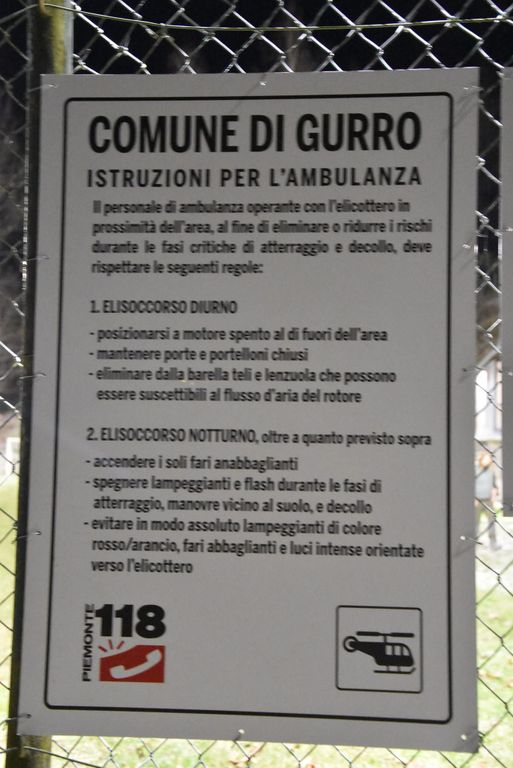 COMUNE DI GURRO
ISTRUZIONI PER L'AMBULANZA
Il personale di ambulanza operante con l'elicottero in
prossimità dell'area, al fine di eliminare o ridurre i rischi
durante le fasi critiche di atterraggio e decollo, deve
rispettare le seguenti regole:
1. ELISOCCORSO DIURNO
- posizionarsi a motore spento al di fuori dell'area
- mantenere porte e portelloni chiusi
- eliminare dalla barella teli e lenzuola che possono
essere suscettibili al flusso d'aria del rotore
2. ELISOCCORSO NOTTURNO, oltre a quanto previsto sopra
- accendere i soli fari anabbaglianti
- spegnere lampeggianti e flash durante le fasi di
atterraggio, manovre vicino al suolo, e decollo
- evitare in modo assoluto lampeggianti di colore
rosso/arancio, fari abbaglianti e luci intense orientate
verso l'elicottero
PIEMONTE 118